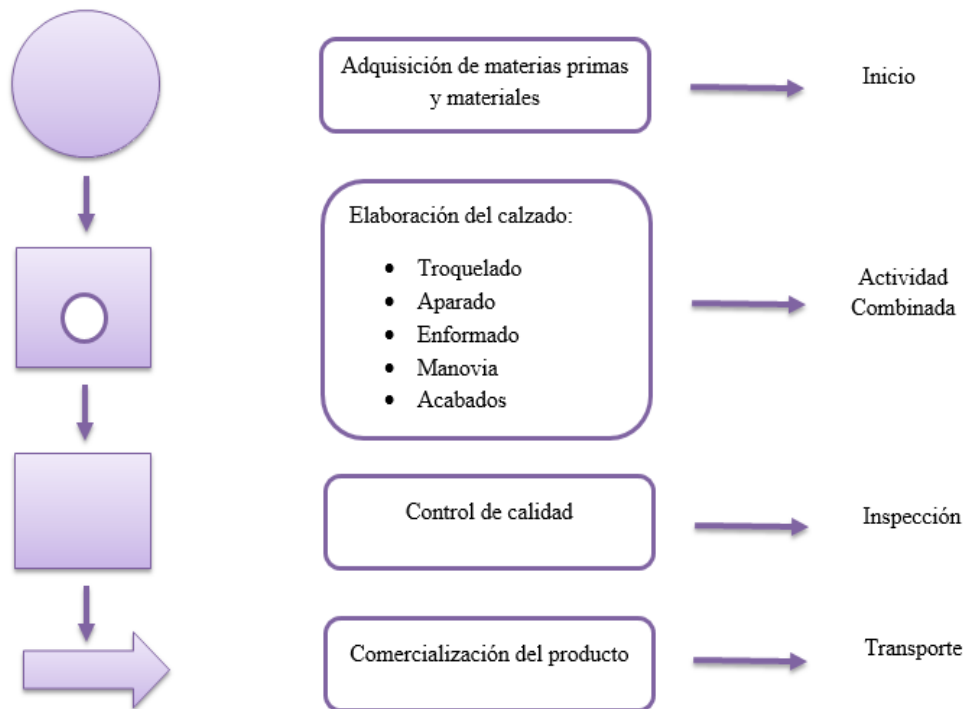 Adquisición de materias primas
y materiales
Inicio
Elaboración del calzado:
• Troquelado
• Aparado
• Enformado
• Manovia
• Acabados
Actividad
Combinada
Control de calidad
Inspección
Comercialización del producto
Transporte